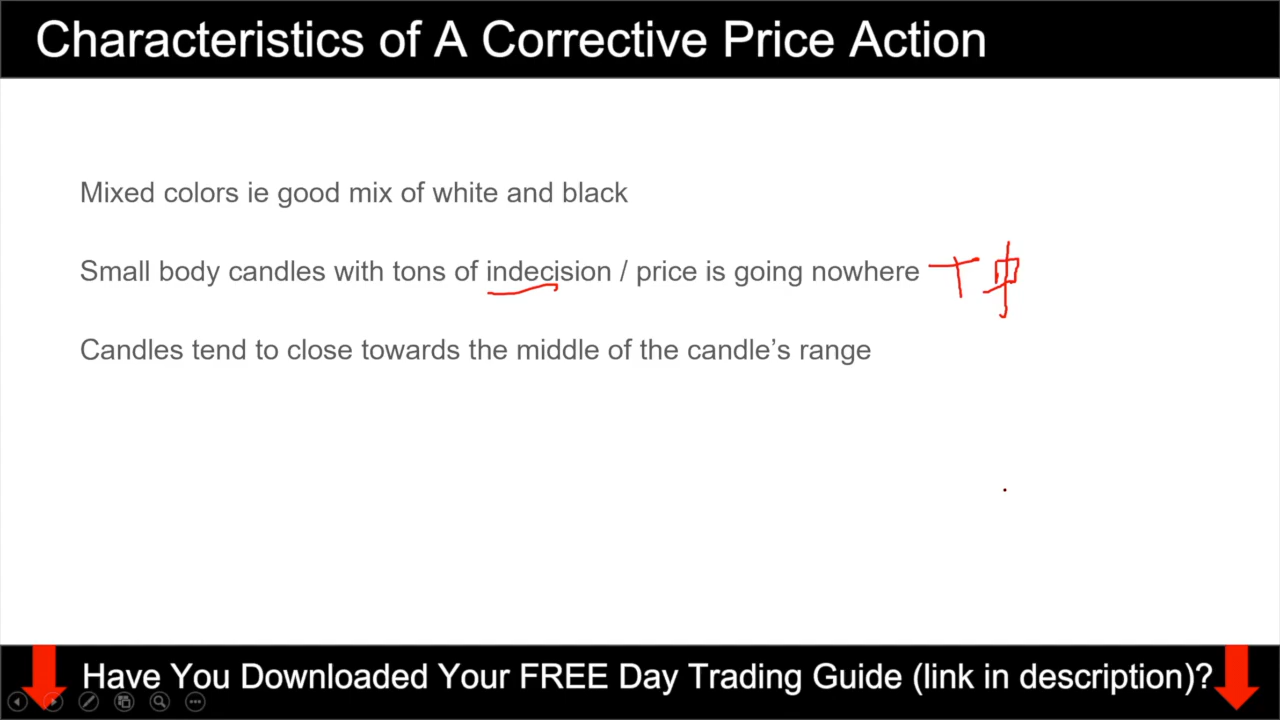 Characteristics of A Corrective Price Action
Mixed colors ie good mix of white and black
Small body candles with tons of indecision / price is going nowhere
Candles tend to close towards the middle of the candle’s range
Have You Downloaded Your FREE Day Trading Guide (link in description)?